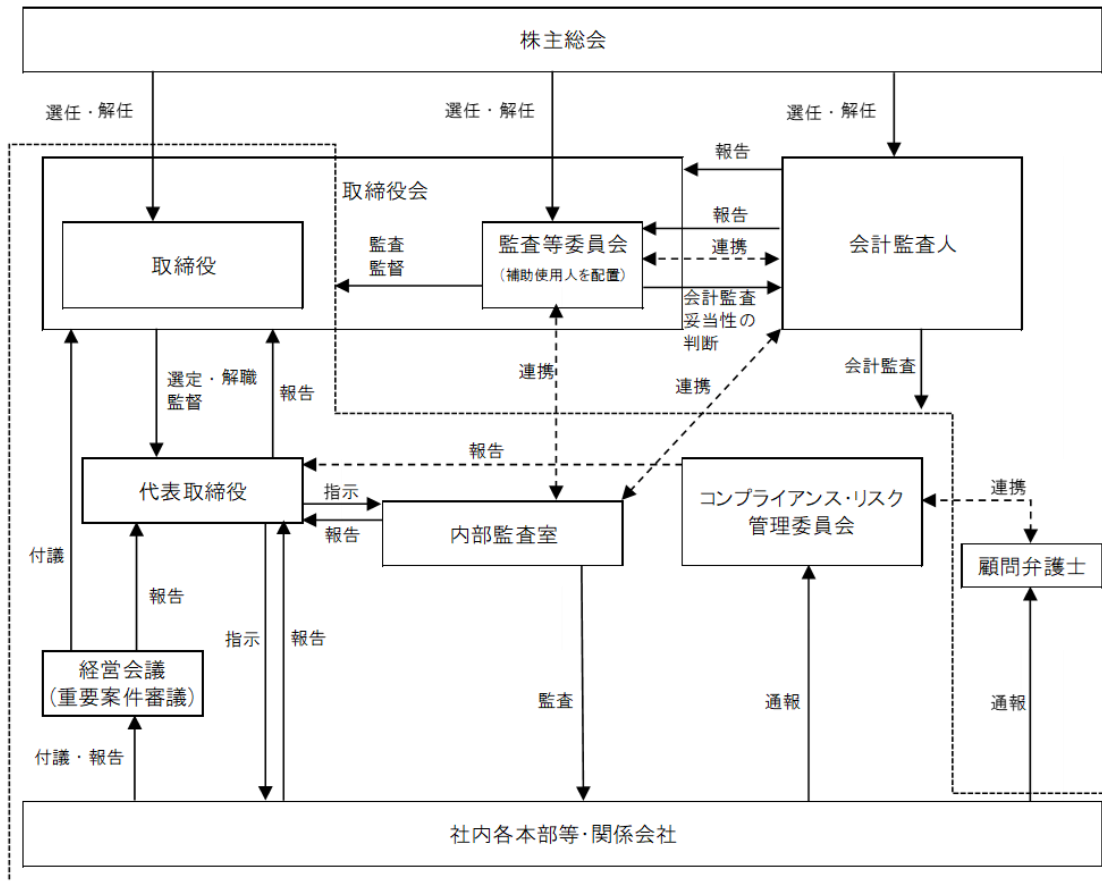 株主総会
選任・解任
選任・解任
選任・解任
取締役会
報告
取締役
監査等委員会
(補助使用人を配置)
監査
監督
報告
連携
会計監査
妥当性の
判断
会計監査人
選定・解職
監督
報告
連携
連携
会計監査
報告
代表取締役
指示
報告
内部監査室
コンプライアンス・リスク
管理委員会
連携
顧問弁護士
付議
報告
指示
報告
経営会議
(重要案件審議)
監査
通報
通報
付議・報告
社内各本部等・関係会社